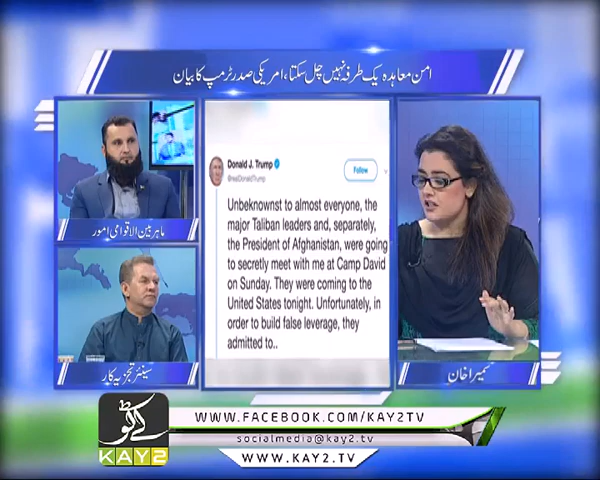 امن معاہدہ یک طرفہ نہیں چل سکتا، امریکی صدر ٹرمپ کا بیان
ماہر بین الاقوامی امور
سینئر تجزیہ کار
Donald J. Trump
@realDonaldTrump
Follow
Unbeknownst to almost everyone, the
major Taliban leaders and, separately,
the President of Afghanistan, were going
to secretly meet with me at Camp David
on Sunday. They were coming to the
United States tonight. Unfortunately, in
order to build false leverage, they
admitted to..
سمیرا خان
کے ٹو
KAY2
WWW.FACEBOOK.COM/KAY2TV
socialmedia@kay2.tv
WWW.KAY2.TV